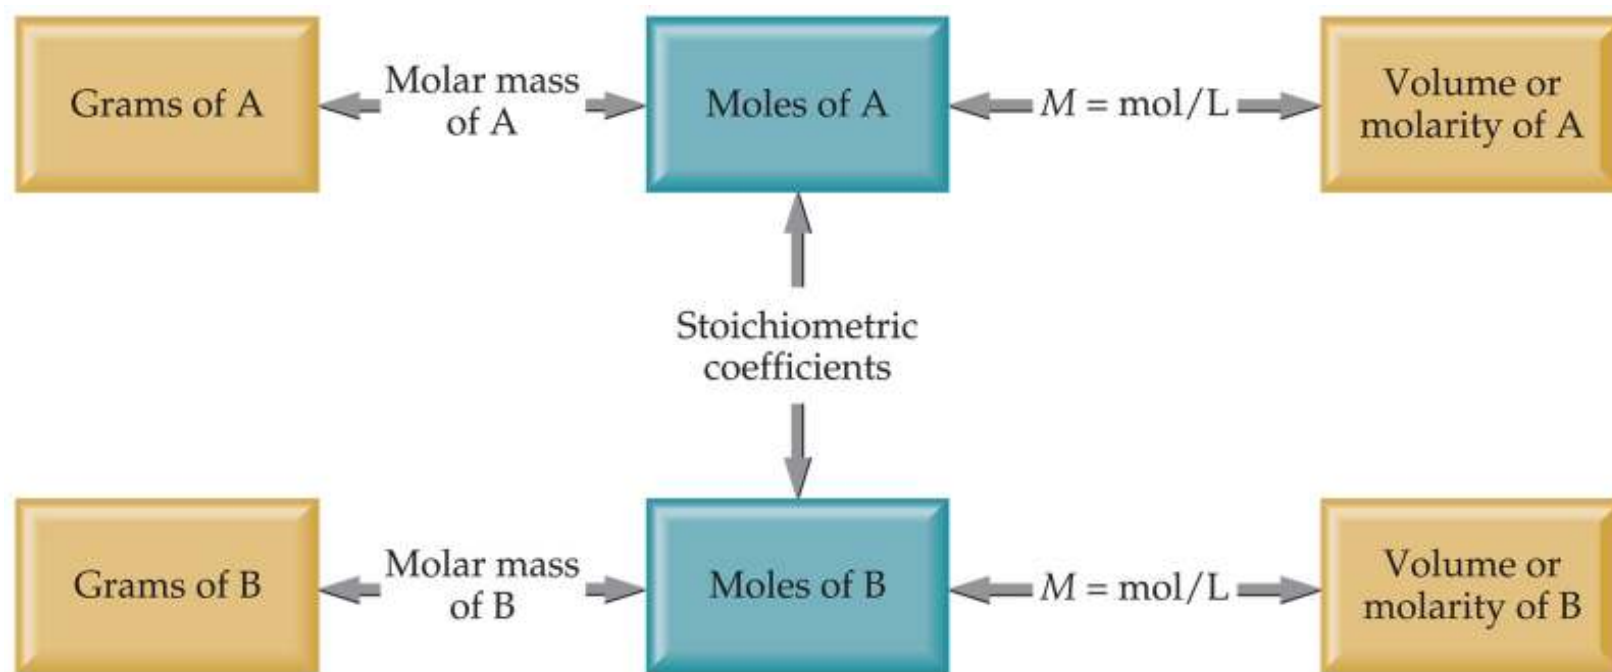 Grams of A
Molar mass
of A
Moles of A
M = mol/L
Volume or
molarity of A
Stoichiometric
coefficients
Grams of B
Molar mass
of B
Moles of B
M = mol/L
Volume or
molarity of B